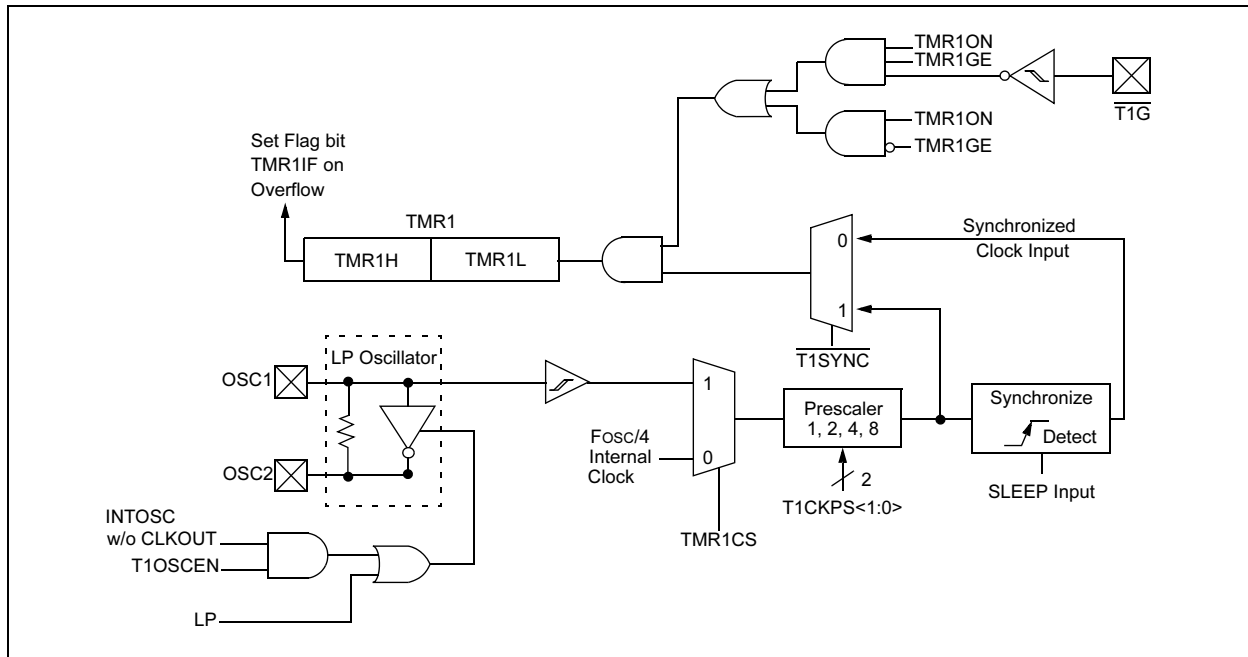 TMR1ON
TMR1GE
T1G
TMR1ON
TMR1GE
Set Flag bit
TMR1IF on
Overflow
TMR1
TMR1H
TMR1L
0
1
T1SYNC
Synchronized
Clock Input
LP Oscillator
OSC1
OSC2
1
0
FOSC/4
Internal
Clock
TMR1CS
Prescaler
1, 2, 4, 8
2
T1CKPS<1:0>
Synchronize
Detect
SLEEP Input
INTOSC
w/o CLKOUT
T1OSCEN
LP